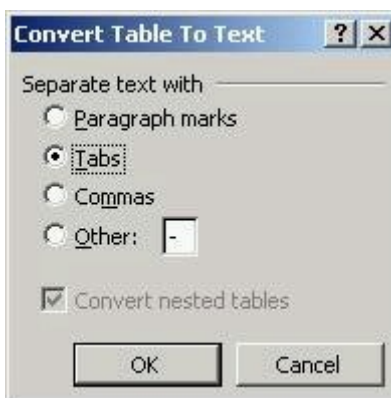 Convert Table To Text
Separate text with
Paragraph marks
Tabs
Commas
Other: -
Convert nested tables
OK Cancel